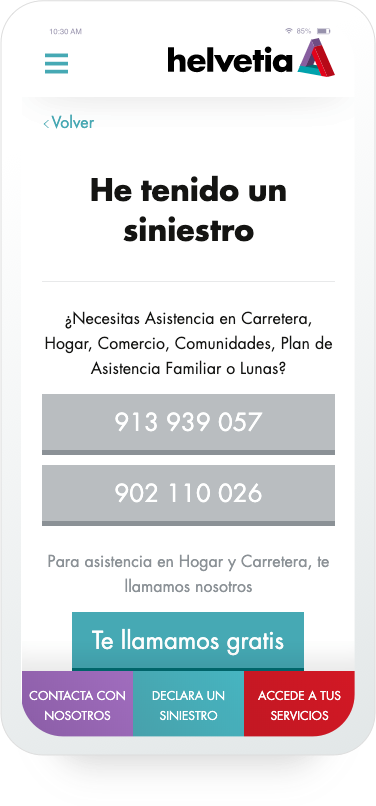 10:30 AM
85%
helvetia
< Volver
He tenido un
siniestro
¿Necesitas Asistencia en Carretera,
Hogar, Comercio, Comunidades, Plan de
Asistencia Familiar o Lunas?
913 939 057
902 110 026
Para asistencia en Hogar y Carretera, te
llamamos nosotros
Te llamamos gratis
CONTACTA CON
NOSOTROS
DECLARA UN
SINIESTRO
ACCEDE A TUS
SERVICIOS